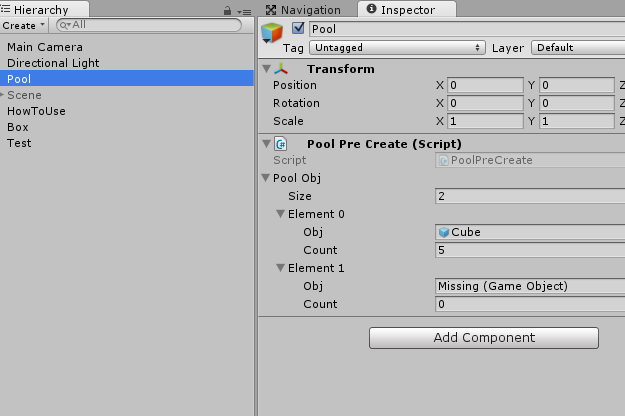 Hierarchy
Create
All
Main Camera
Directional Light
Pool
Scene
HowToUse
Box
Test
Navigation Inspector
Pool
Tag Untagged Layer Default
Transform
Position X 0 Y 0 Z
Rotation X 0 Y 0 Z
Scale X 1 Y 1 Z
C# Pool Pre Create (Script)
Script PoolPreCreate
Pool Obj
Size 2
Element 0
Obj Cube
Count 5
Element 1
Obj Missing (Game Object)
Count 0
Add Component